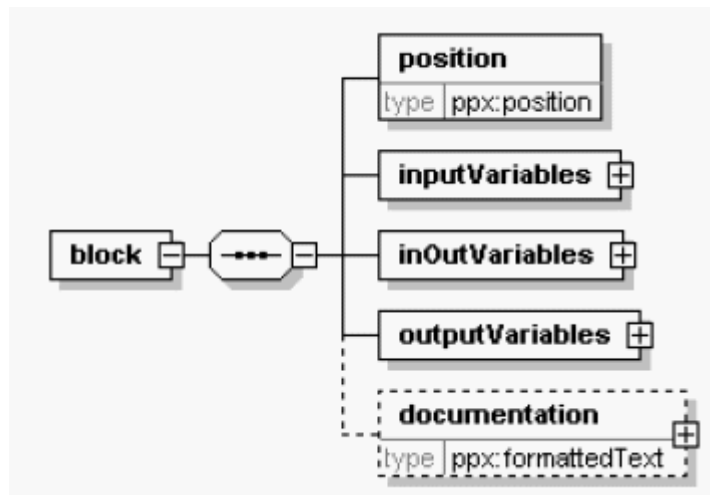 position
type ppx:position
inputVariables
block
inOutVariables
outputVariables
documentation
type ppx:formattedText